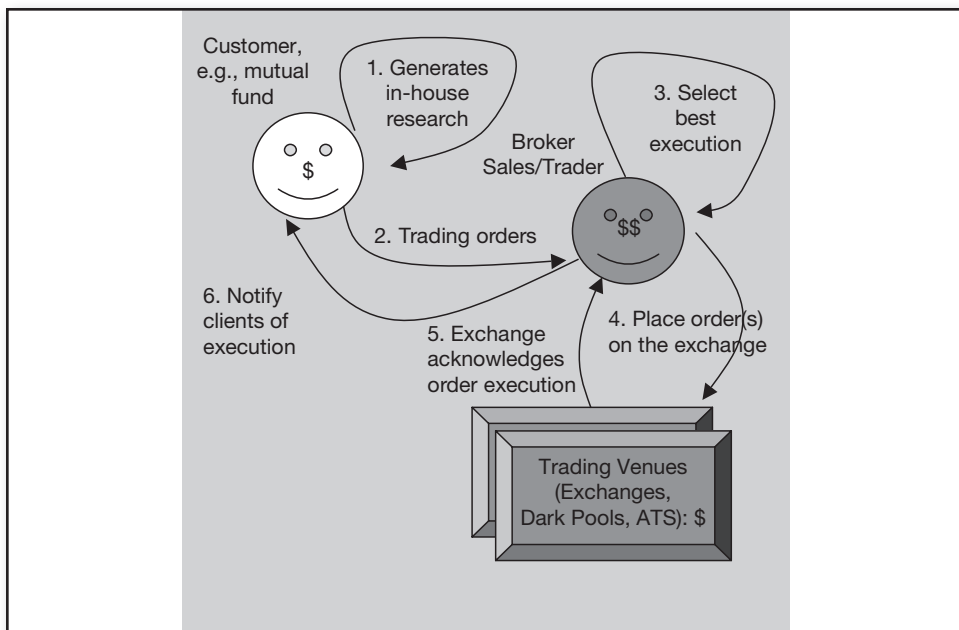 Customer,
e.g., mutual
fund
1. Generates
in-house
research
3. Select
best
execution
Broker
Sales/Trader
$
$$
2. Trading orders
6. Notify
clients of
execution
5. Exchange
acknowledges
order execution
4. Place order(s)
on the exchange
Trading Venues
(Exchanges,
Dark Pools, ATS): $